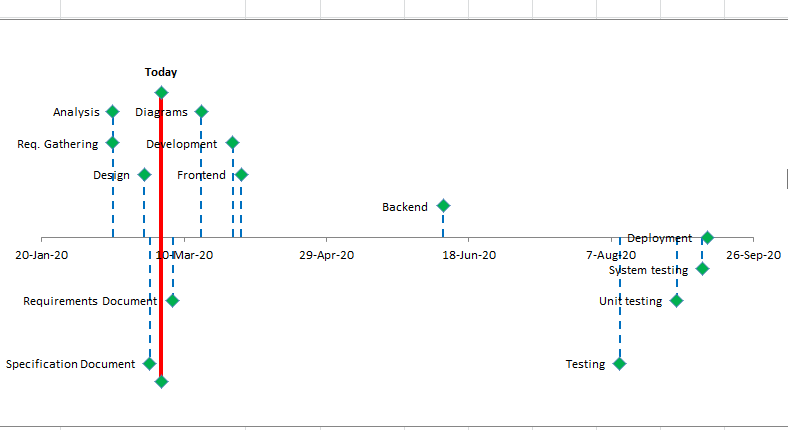 Today
Analysis
Diagrams
Req. Gathering
Development
Design
Frontend
Backend
Deployment
20-Jan-20
10-Mar-20
29-Apr-20
18-Jun-20
7-Aug-20
26-Sep-20
System testing
Requirements Document
Unit testing
Specification Document
Testing